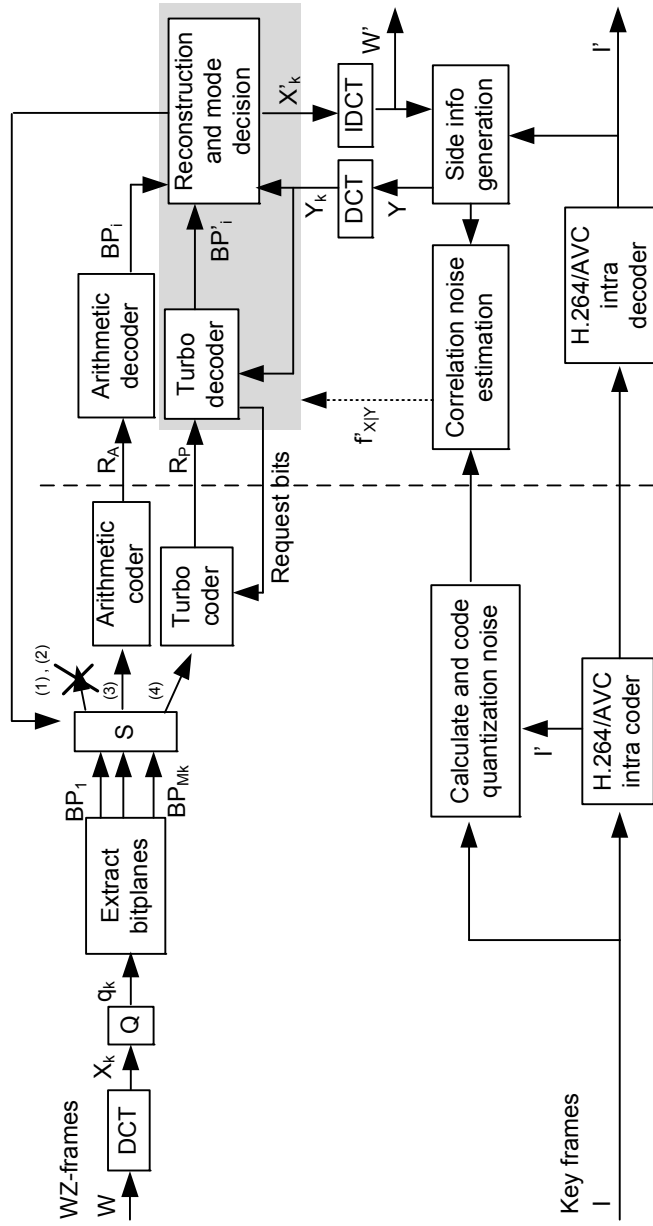 WZ-frames
W
DCT
X_k
Q
q_k
Extract
bitplanes
BP_1
BP_Mk
S
(1) , (2)
(3)
(4)
Arithmetic
coder
R_A
Arithmetic
decoder
BP_i
Turbo
coder
R_P
Turbo
decoder
BP'_i
Request bits
Reconstruction
and mode
decision
X'_k
IDCT
W'
Y_k
DCT
Y
Side info
generation
f'_X|Y
Correlation noise
estimation
Calculate and code
quantization noise
I'
Key frames
I
H.264/AVC
intra coder
H.264/AVC
intra
decoder
I'